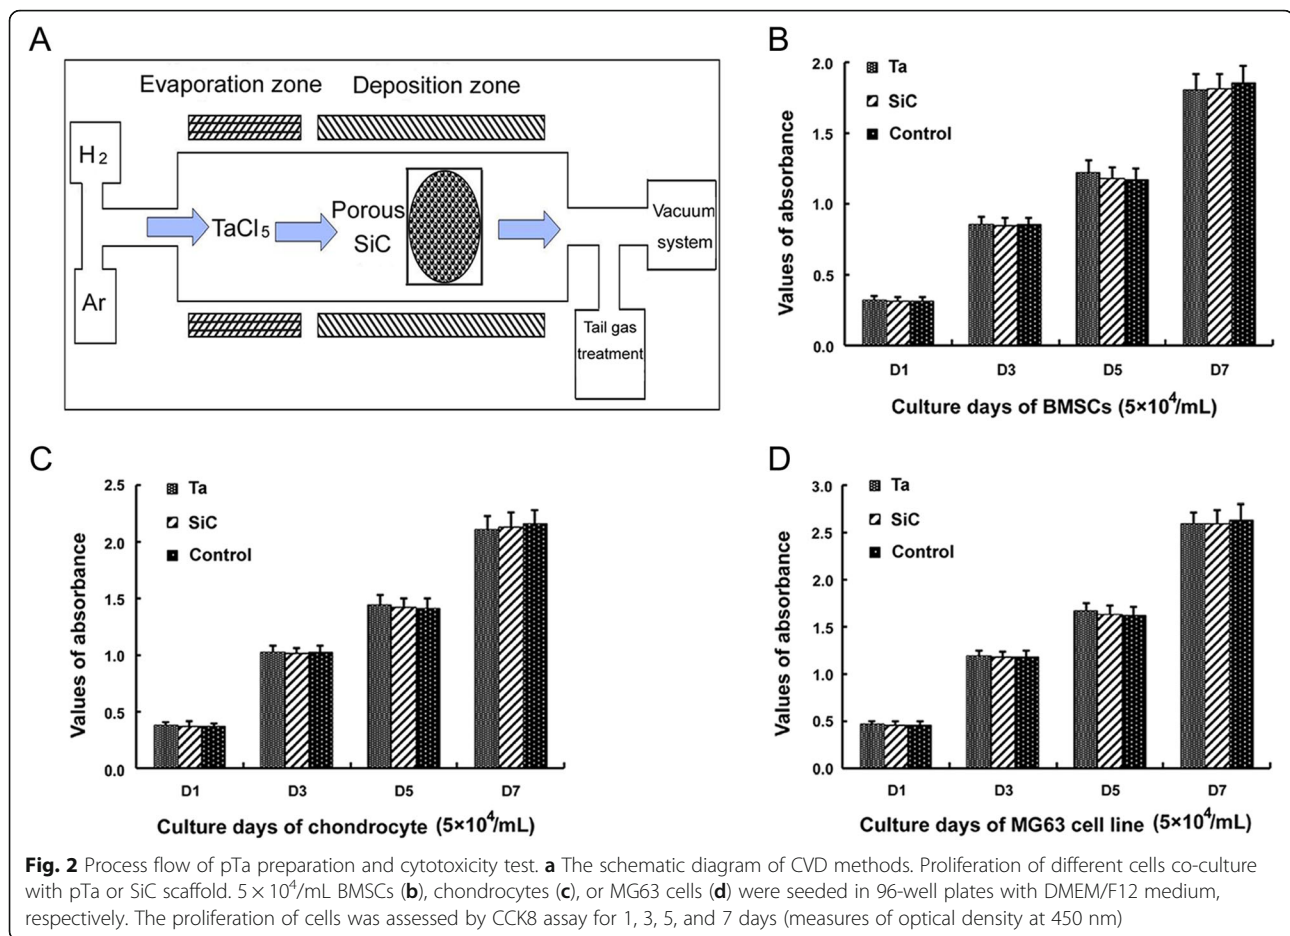 A
Evaporation zone
Deposition zone
H2
TaCl5
Porous
SiC
Vacuum
system
Ar
Tail gas
treatment
B
Values of absorbance
2.0
1.5
1.0
0.5
0.0
Ta
SiC
Control
D1 D3 D5 D7
Culture days of BMSCs (5×10^4/mL)
C
Values of absorbance
2.5
2.0
1.5
1.0
0.5
0.0
Ta
SiC
Control
D1 D3 D5 D7
Culture days of chondrocyte (5×10^4/mL)
D
Values of absorbance
3.0
2.5
2.0
1.5
1.0
0.5
0.0
Ta
SiC
Control
D1 D3 D5 D7
Culture days of MG63 cell line (5×10^4/mL)
Fig. 2 Process flow of pTa preparation and cytotoxicity test. a The schematic diagram of CVD methods. Proliferation of different cells co-culture
with pTa or SiC scaffold. 5 × 10^4/mL BMSCs (b), chondrocytes (c), or MG63 cells (d) were seeded in 96-well plates with DMEM/F12 medium,
respectively. The proliferation of cells was assessed by CCK8 assay for 1, 3, 5, and 7 days (measures of optical density at 450 nm)